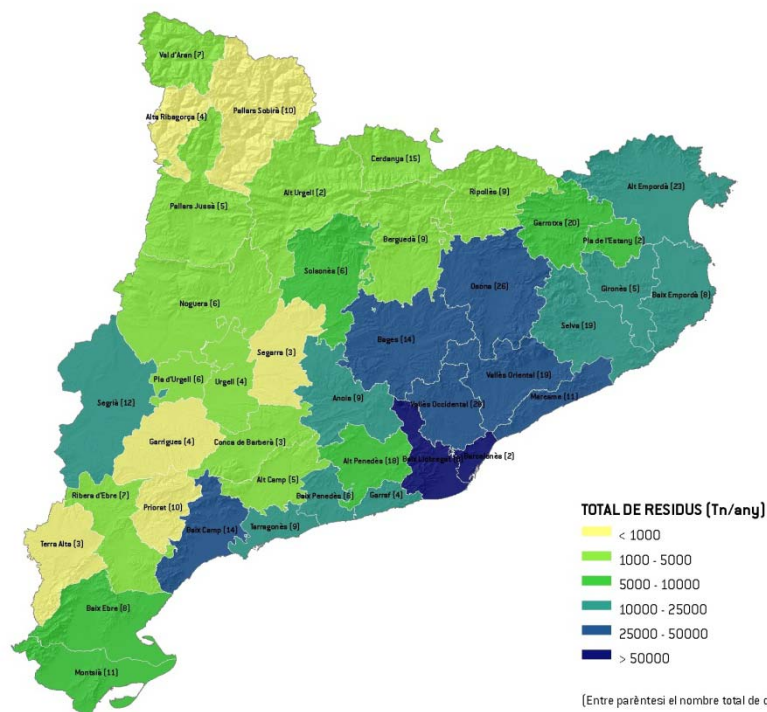 Val d'Aran (7)
Alta Ribagorça (4)
Pallars Sobirà (10)
Cerdanya (15)
Alt Urgell (2)
Ripollès (9)
Alt Empordà (23)
Pallars Jussà (5)
Garrotxa (20)
Berguedà (9)
Pla de l'Estany (2)
Solsonès (6)
Osona (26)
Gironès (5)
Baix Empordà (8)
Noguera (6)
Selva (19)
Bages (14)
Segarra (3)
Vallès Oriental (19)
Pla d'Urgell (6)
Urgell (4)
Anoia (9)
Maresme (11)
Segrià (12)
Vallès Occidental (20)
Garrigues (4)
Conca de Barberà (3)
Alt Penedès (18)
Baix Llobregat
Barcelonès (2)
Alt Camp (5)
Ribera d'Ebre (7)
Baix Penedès (6)
Garraf (4)
Priorat (10)
Baix Camp (14)
Tarragonès (9)
Terra Alta (3)
Baix Ebre (8)
Montsià (11)
TOTAL DE RESIDUS (Tn/any)
< 1000
1000 - 5000
5000 - 10000
10000 - 25000
25000 - 50000
> 50000
(Entre parèntesi el nombre total de